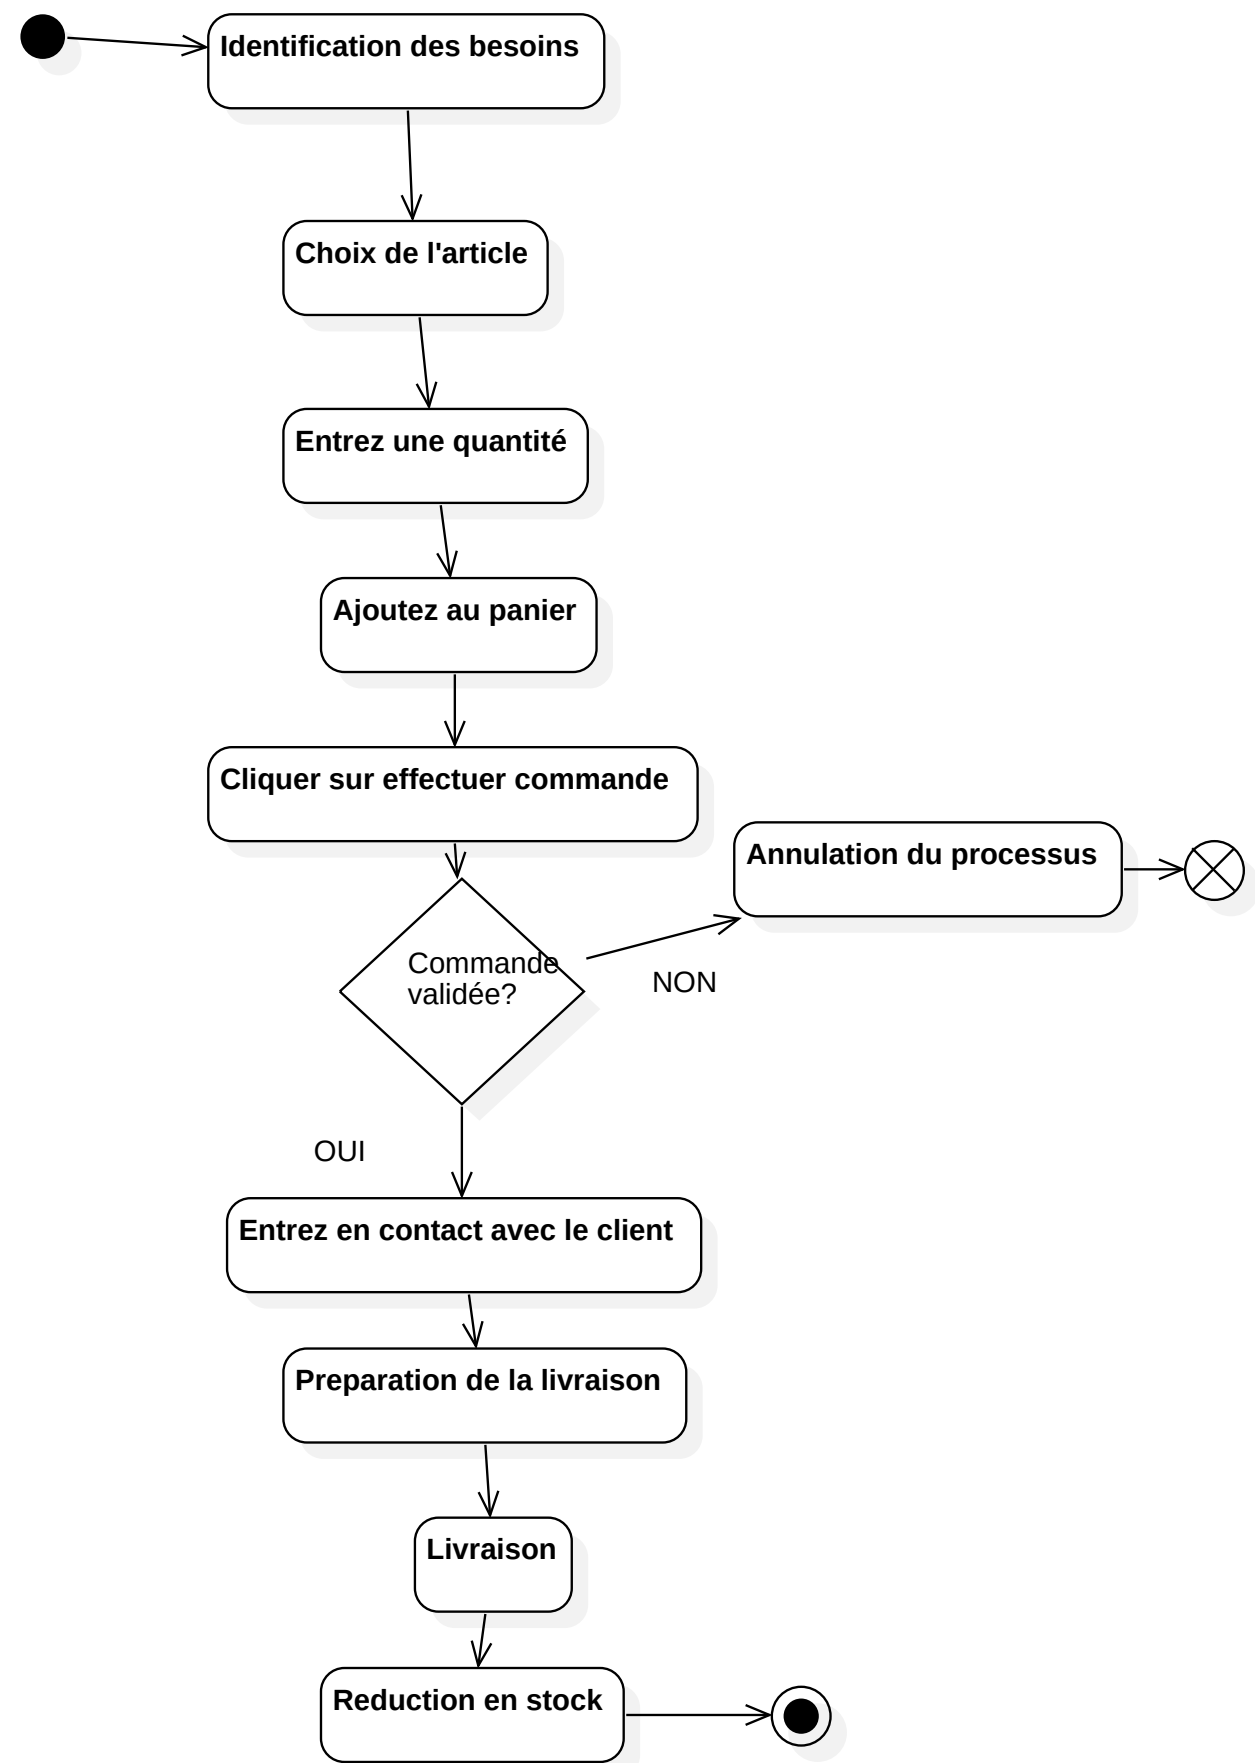 Identification des besoins
Choix de l'article
Entrez une quantité
Ajoutez au panier
Cliquer sur effectuer commande
Annulation du processus
Commande
validée?
NON
OUI
Entrez en contact avec le client
Preparation de la livraison
Livraison
Reduction en stock